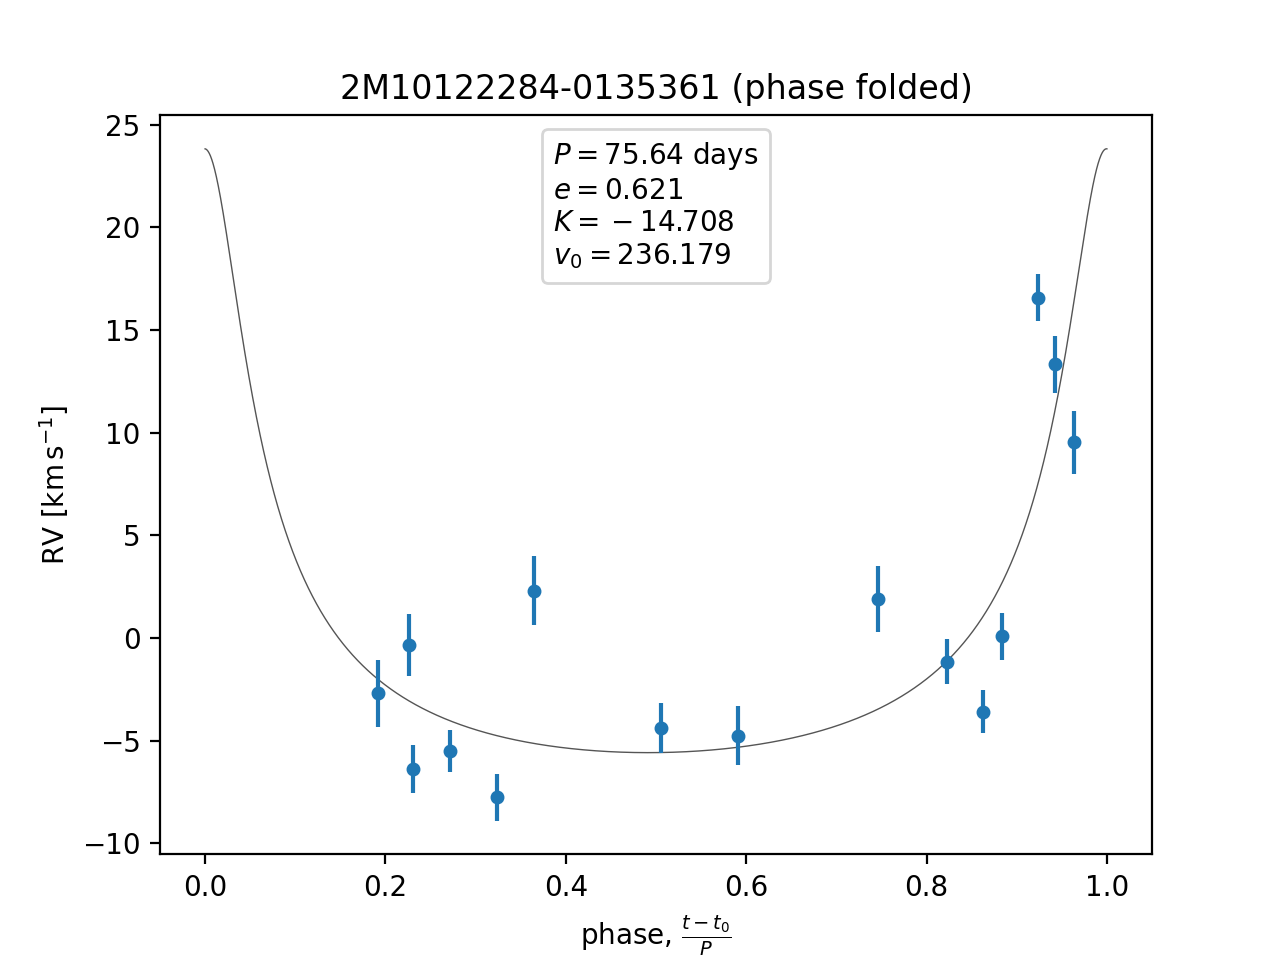 2M10122284-0135361 (phase folded)
P = 75.64 days
e = 0.621
K = −14.708
v₀ = 236.179
25
20
15
10
5
0
−5
−10
RV [km s⁻¹]
0.0 0.2 0.4 0.6 0.8 1.0
phase, (t − t₀)/P